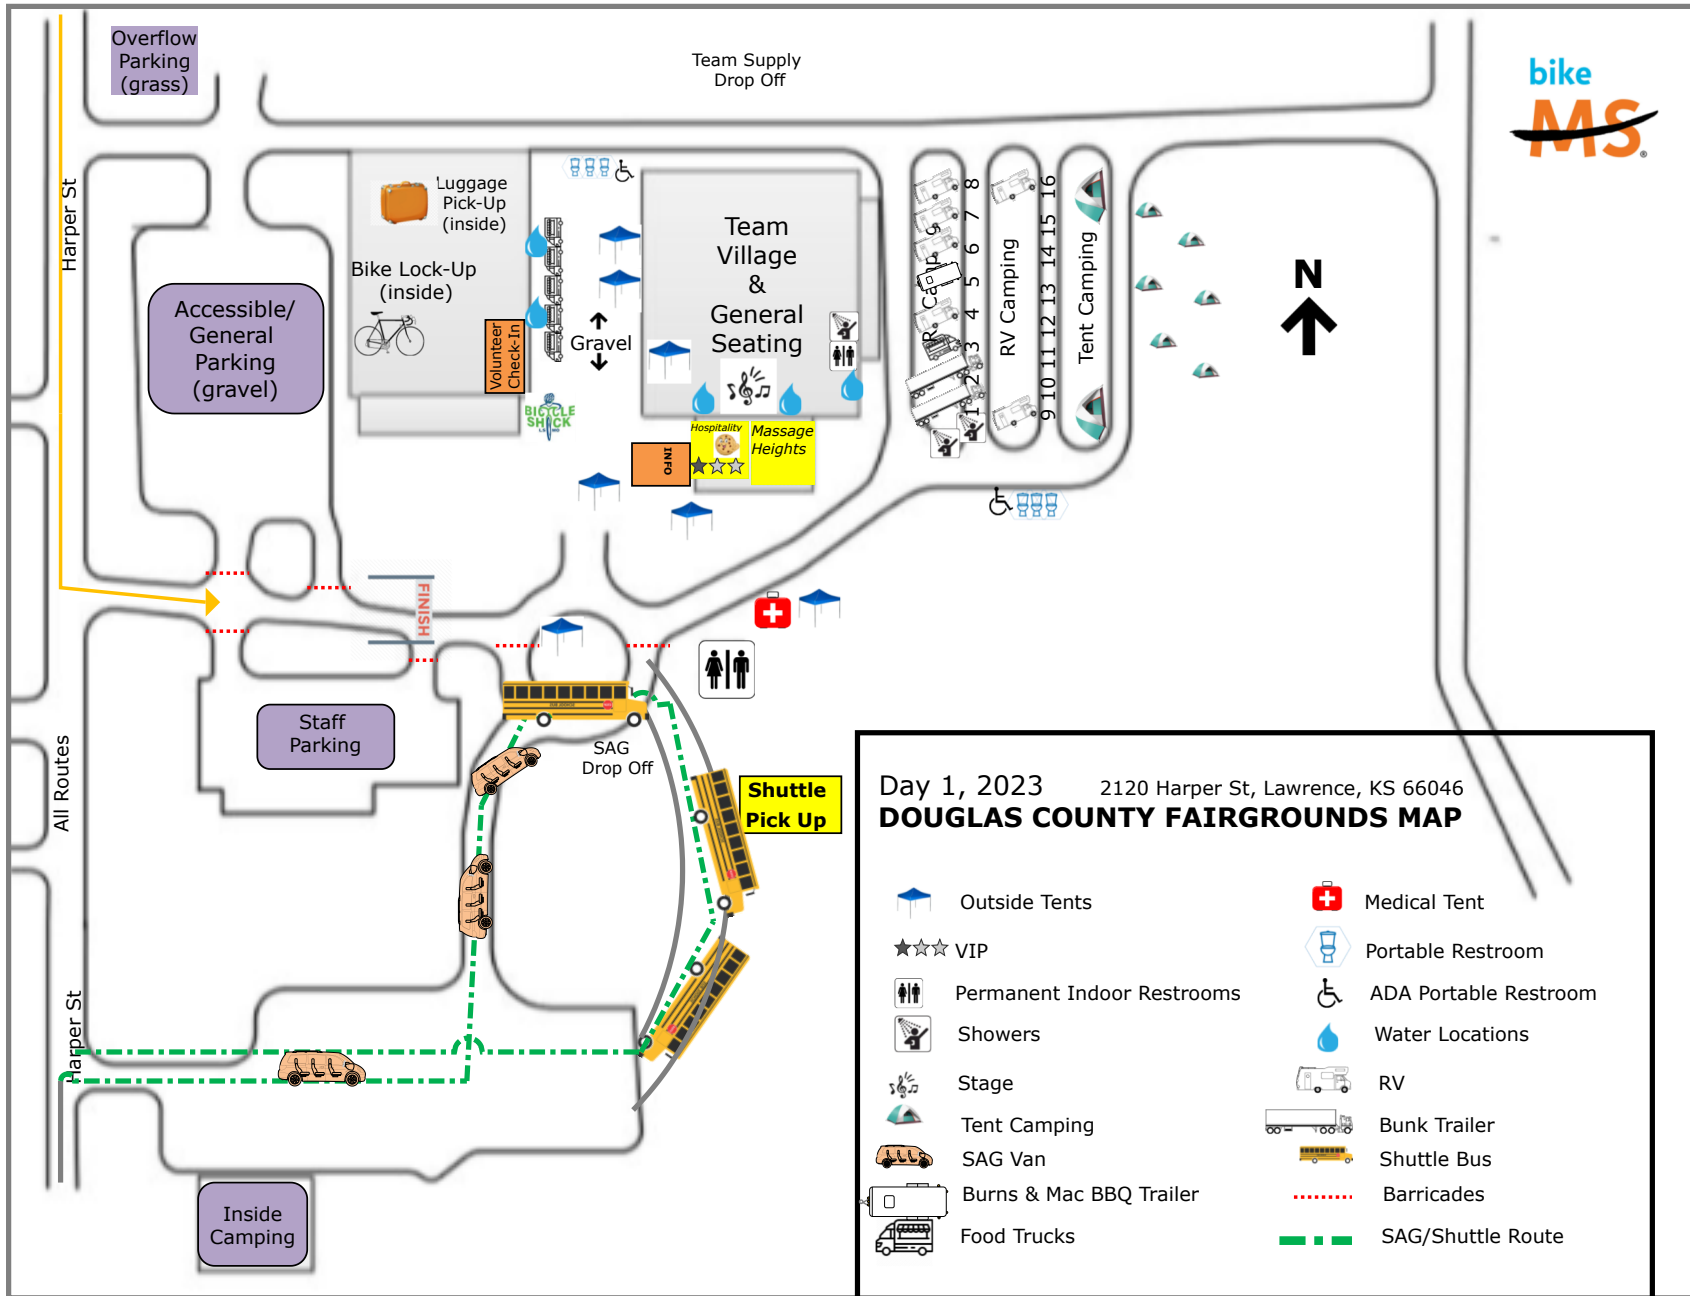 Overflow
Parking
(grass)
Team Supply
Drop Off
bike
MS
Harper St
Luggage
Pick-Up
(inside)
Bike Lock-Up
(inside)
Accessible/
General
Parking
(gravel)
Volunteer
Check-In
Gravel
BICYCLE
SHACK
Team
Village
&
General
Seating
Hospitality
Massage
Heights
INFO
8
7
6
5
4
3
2
1
RV Camping
16
15
14
13
12
11
10
9
Tent Camping
N
FINISH
Staff
Parking
SAG
Drop Off
Shuttle
Pick Up
All Routes
Harper St
Inside
Camping
Day 1, 2023
2120 Harper St, Lawrence, KS 66046
DOUGLAS COUNTY FAIRGROUNDS MAP
Outside Tents
VIP
Permanent Indoor Restrooms
Showers
Stage
Tent Camping
SAG Van
Burns & Mac BBQ Trailer
Food Trucks
Medical Tent
Portable Restroom
ADA Portable Restroom
Water Locations
RV
Bunk Trailer
Shuttle Bus
Barricades
SAG/Shuttle Route